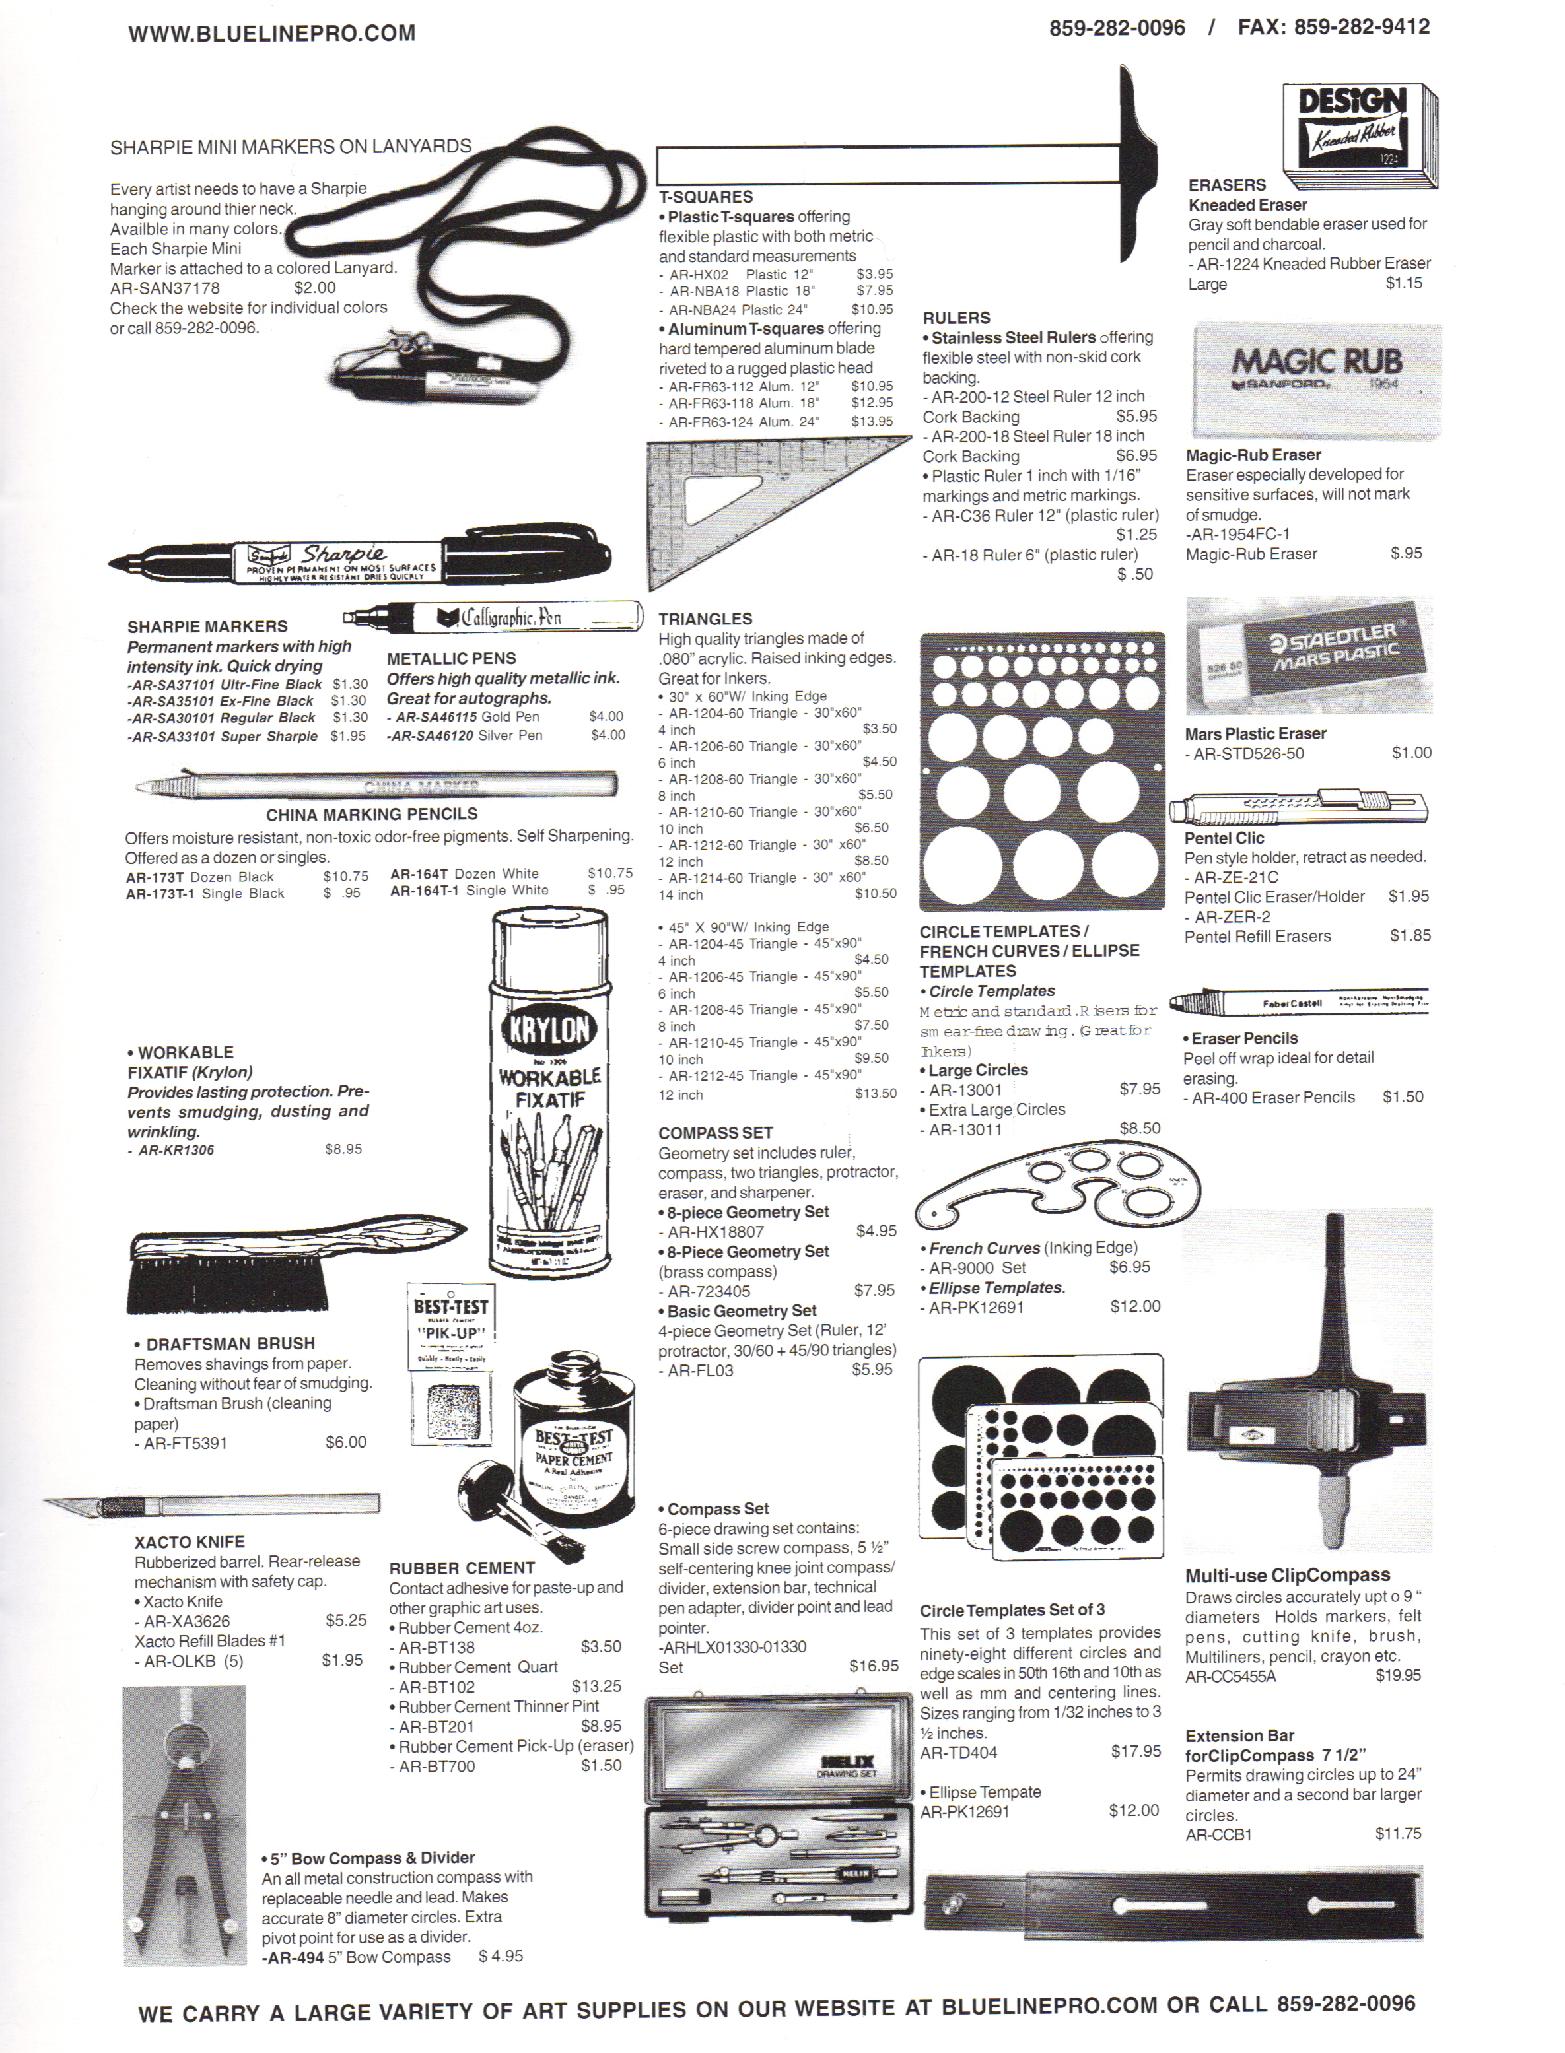 WWW.BLUELINEPRO.COM
859-282-0096 / FAX: 859-282-9412
SHARPIE MINI MARKERS ON LANYARDS
Every artist needs to have a Sharpie
hanging around thier neck.
Availble in many colors.
Each Sharpie Mini
Marker is attached to a colored Lanyard.
AR-SAN37178 $2.00
Check the website for individual colors
or call 859-282-0096.
Sharpie
PROVEN PERMANENT ON MOST SURFACES
HIGHLY WATER RESISTANT DRIES QUICKLY
Calligraphic Pen
SHARPIE MARKERS
Permanent markers with high
intensity ink. Quick drying
-AR-SA37101 Ultr-Fine Black $1.30
-AR-SA35101 Ex-Fine Black $1.30
-AR-SA30101 Regular Black $1.30
-AR-SA33101 Super Sharpie $1.95
METALLIC PENS
Offers high quality metallic ink.
Great for autographs.
- AR-SA46115 Gold Pen $4.00
-AR-SA46120 Silver Pen $4.00
CHINA MARKER
CHINA MARKING PENCILS
Offers moisture resistant, non-toxic odor-free pigments. Self Sharpening.
Offered as a dozen or singles.
AR-173T Dozen Black $10.75
AR-173T-1 Single Black $ .95
AR-164T Dozen White $10.75
AR-164T-1 Single White $ .95
KRYLON
No. 1306
WORKABLE
FIXATIF
• WORKABLE
FIXATIF (Krylon)
Provides lasting protection. Pre-
vents smudging, dusting and
wrinkling.
- AR-KR1306 $8.95
• DRAFTSMAN BRUSH
Removes shavings from paper.
Cleaning without fear of smudging.
• Draftsman Brush (cleaning
paper)
- AR-FT5391 $6.00
BEST-TEST
RUBBER CEMENT
"PIK-UP"
Quickly - Neatly - Easily
BEST-TEST
PAPER CEMENT
A Real Adhesive
XACTO KNIFE
Rubberized barrel. Rear-release
mechanism with safety cap.
• Xacto Knife
- AR-XA3626 $5.25
Xacto Refill Blades #1
- AR-OLKB (5) $1.95
RUBBER CEMENT
Contact adhesive for paste-up and
other graphic art uses.
• Rubber Cement 4oz.
- AR-BT138 $3.50
• Rubber Cement Quart
- AR-BT102 $13.25
• Rubber Cement Thinner Pint
- AR-BT201 $8.95
• Rubber Cement Pick-Up (eraser)
- AR-BT700 $1.50
• 5" Bow Compass & Divider
An all metal construction compass with
replaceable needle and lead. Makes
accurate 8" diameter circles. Extra
pivot point for use as a divider.
-AR-494 5" Bow Compass $ 4.95
T-SQUARES
• Plastic T-squares offering
flexible plastic with both metric
and standard measurements
- AR-HX02 Plastic 12" $3.95
- AR-NBA18 Plastic 18" $7.95
- AR-NBA24 Plastic 24" $10.95
• Aluminum T-squares offering
hard tempered aluminum blade
riveted to a rugged plastic head
- AR-FR63-112 Alum. 12" $10.95
- AR-FR63-118 Alum. 18" $12.95
- AR-FR63-124 Alum. 24" $13.95
TRIANGLES
High quality triangles made of
.080" acrylic. Raised inking edges.
Great for Inkers.
• 30" x 60"W/ Inking Edge
- AR-1204-60 Triangle - 30"x60"
4 inch $3.50
- AR-1206-60 Triangle - 30"x60"
6 inch $4.50
- AR-1208-60 Triangle - 30"x60"
8 inch $5.50
- AR-1210-60 Triangle - 30"x60"
10 inch $6.50
- AR-1212-60 Triangle - 30" x60"
12 inch $8.50
- AR-1214-60 Triangle - 30" x60"
14 inch $10.50
• 45" X 90"W/ Inking Edge
- AR-1204-45 Triangle - 45"x90"
4 inch $4.50
- AR-1206-45 Triangle - 45"x90"
6 inch $5.50
- AR-1208-45 Triangle - 45"x90"
8 inch $7.50
- AR-1210-45 Triangle - 45"x90"
10 inch $9.50
- AR-1212-45 Triangle - 45"x90"
12 inch $13.50
COMPASS SET
Geometry set includes ruler,
compass, two triangles, protractor,
eraser, and sharpener.
• 8-piece Geometry Set
- AR-HX18807 $4.95
• 8-Piece Geometry Set
(brass compass)
- AR-723405 $7.95
• Basic Geometry Set
4-piece Geometry Set (Ruler, 12'
protractor, 30/60 + 45/90 triangles)
- AR-FL03 $5.95
• Compass Set
6-piece drawing set contains:
Small side screw compass, 5 ½"
self-centering knee joint compass/
divider, extension bar, technical
pen adapter, divider point and lead
pointer.
-ARHLX01330-01330
Set $16.95
HELIX
DRAWING SET
HELIX
RULERS
• Stainless Steel Rulers offering
flexible steel with non-skid cork
backing.
- AR-200-12 Steel Ruler 12 inch
Cork Backing $5.95
- AR-200-18 Steel Ruler 18 inch
Cork Backing $6.95
• Plastic Ruler 1 inch with 1/16"
markings and metric markings.
- AR-C36 Ruler 12" (plastic ruler)
$1.25
- AR-18 Ruler 6" (plastic ruler)
$ .50
CIRCLE TEMPLATES /
FRENCH CURVES / ELLIPSE
TEMPLATES
• Circle Templates
Metric and standard. Risers for
smear-free drawing. Great for
Inkers)
• Large Circles
- AR-13001 $7.95
• Extra Large Circles
- AR-13011 $8.50
• French Curves (Inking Edge)
- AR-9000 Set $6.95
• Ellipse Templates.
- AR-PK12691 $12.00
Circle Templates Set of 3
This set of 3 templates provides
ninety-eight different circles and
edge scales in 50th 16th and 10th as
well as mm and centering lines.
Sizes ranging from 1/32 inches to 3
½ inches.
AR-TD404 $17.95
• Ellipse Tempate
AR-PK12691 $12.00
DESIGN
Kneaded Rubber
1224
ERASERS
Kneaded Eraser
Gray soft bendable eraser used for
pencil and charcoal.
- AR-1224 Kneaded Rubber Eraser
Large $1.15
MAGIC RUB
SANFORD. 1954
Magic-Rub Eraser
Eraser especially developed for
sensitive surfaces, will not mark
of smudge.
-AR-1954FC-1
Magic-Rub Eraser $.95
STAEDTLER
MARS PLASTIC
526 50
Mars Plastic Eraser
- AR-STD526-50 $1.00
Pentel Clic
Pen style holder, retract as needed.
- AR-ZE-21C
Pentel Clic Eraser/Holder $1.95
- AR-ZER-2
Pentel Refill Erasers $1.85
Faber Castell
• Eraser Pencils
Peel off wrap ideal for detail
erasing.
- AR-400 Eraser Pencils $1.50
Multi-use ClipCompass
Draws circles accurately upt o 9 "
diameters Holds markers, felt
pens, cutting knife, brush,
Multiliners, pencil, crayon etc.
AR-CC5455A $19.95
Extension Bar
forClipCompass 7 1/2"
Permits drawing circles up to 24"
diameter and a second bar larger
circles.
AR-CCB1 $11.75
WE CARRY A LARGE VARIETY OF ART SUPPLIES ON OUR WEBSITE AT BLUELINEPRO.COM OR CALL 859-282-0096